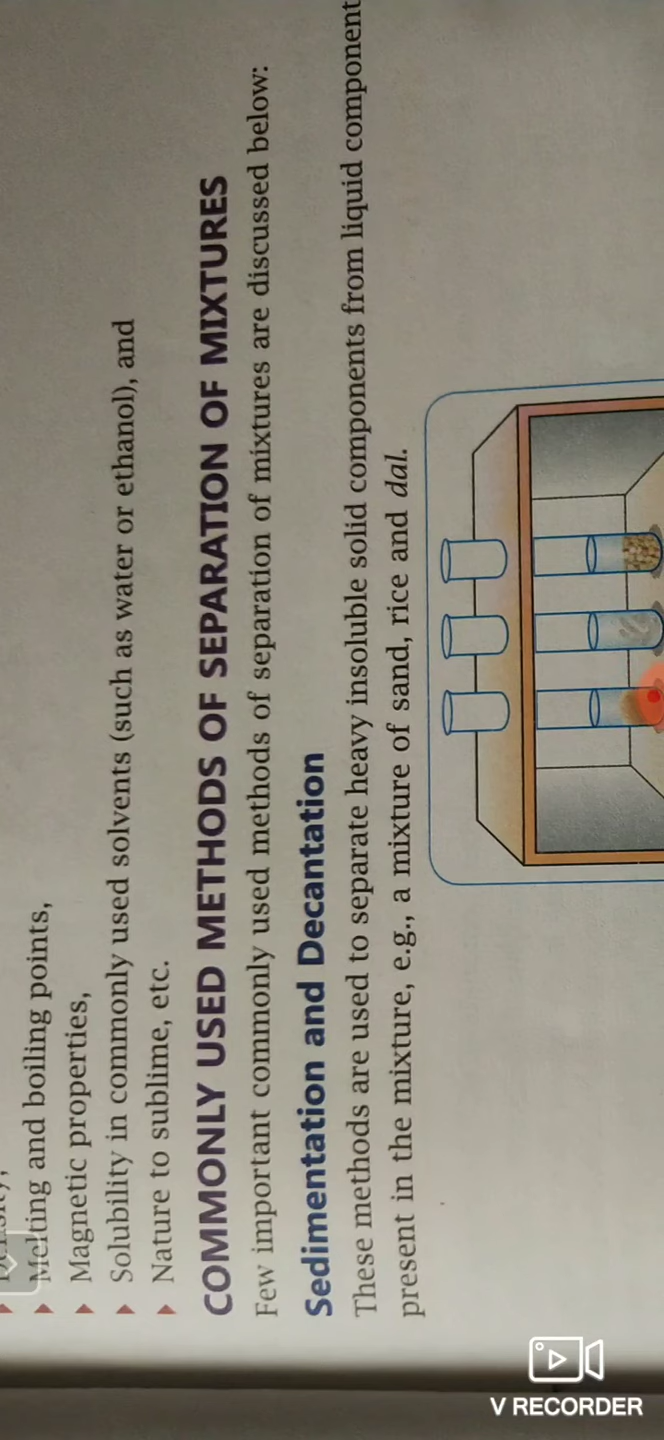 Melting and boiling points,
Magnetic properties,
Solubility in commonly used solvents (such as water or ethanol), and
Nature to sublime, etc.
COMMONLY USED METHODS OF SEPARATION OF MIXTURES
Few important commonly used methods of separation of mixtures are discussed below:
Sedimentation and Decantation
These methods are used to separate heavy insoluble solid components from liquid component
present in the mixture, e.g., a mixture of sand, rice and dal.
V RECORDER